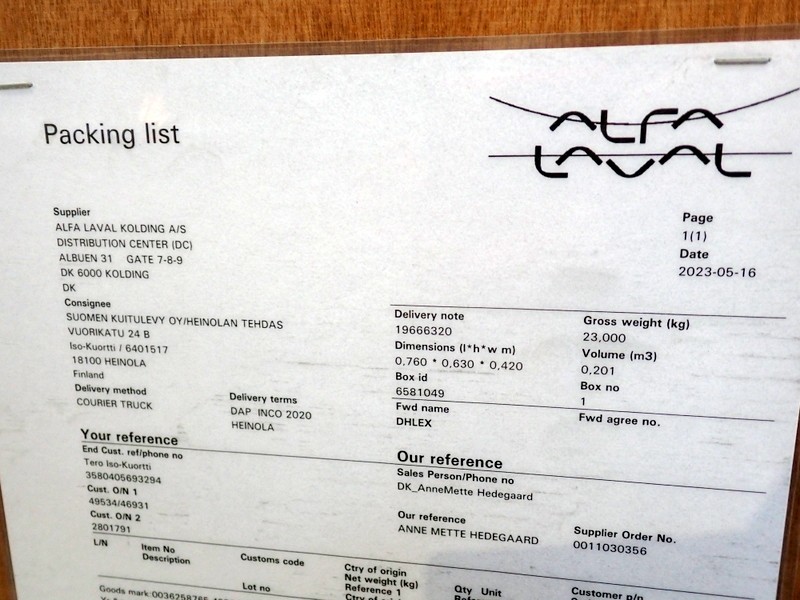 Packing list
ALFA
LAVAL
Supplier
ALFA LAVAL KOLDING A/S
DISTRIBUTION CENTER (DC)
ALBUEN 31 GATE 7-8-9
DK 6000 KOLDING
DK
Page
1(1)
Date
2023-05-16
Consignee
SUOMEN KUITULEVY OY/HEINOLAN TEHDAS
VUORIKATU 24 B
Iso-Kuortti / 6401517
18100 HEINOLA
Finland
Delivery method
COURIER TRUCK
Delivery terms
DAP INCO 2020
HEINOLA
Delivery note
19666320
Dimensions (l*h*w m)
0,760 * 0,630 * 0,420
Box id
6581049
Fwd name
DHLEX
Gross weight (kg)
23,000
Volume (m3)
0,201
Box no
1
Fwd agree no.
Your reference
End Cust. ref/phone no
Tero Iso-Kuortti
3580405693294
Cust. O/N 1
49534/46931
Cust. O/N 2
2801791
Our reference
Sales Person/Phone no
DK_AnneMette Hedegaard
Our reference
ANNE METTE HEDEGAARD
Supplier Order No.
0011030356
L/N
Item No
Description
Customs code
Lot no
Ctry of origin
Net weight (kg)
Reference 1
Qty Unit
Customer p/n
Goods mark: